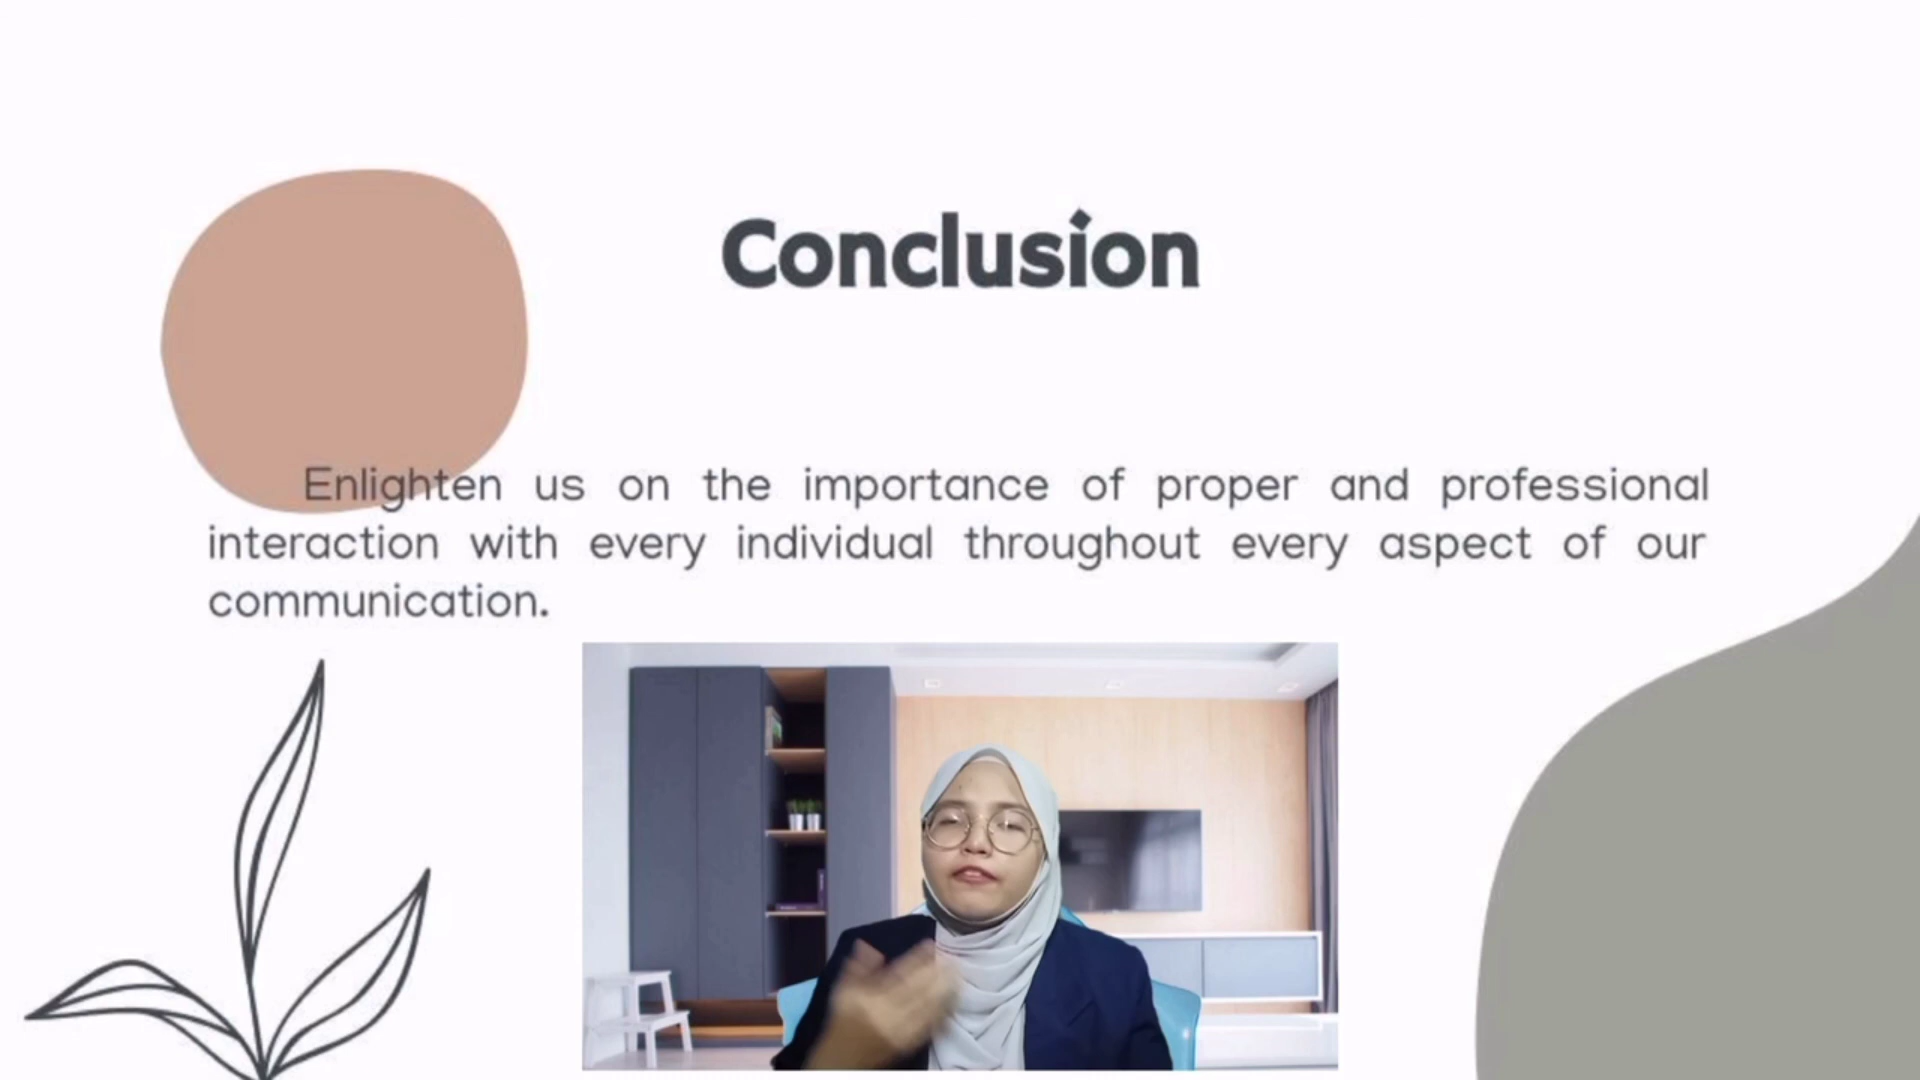 Conclusion
Enlighten us on the importance of proper and professional
interaction with every individual throughout every aspect of our
communication.